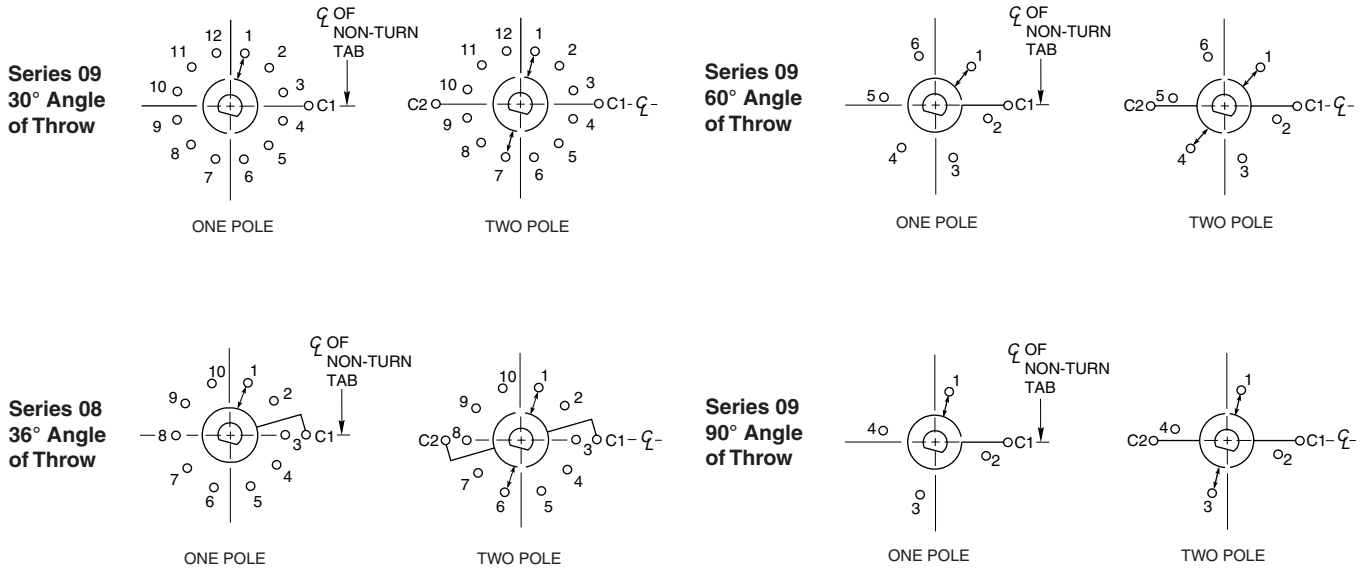 Series 09
30° Angle
of Throw
11 12 1 2
10 3
9 4
8 7 6 5
C1
℄ OF
NON-TURN
TAB
ONE POLE
11 12 1 2
10 3
9 4
8 7 6 5
C2 C1 ℄
TWO POLE
Series 09
60° Angle
of Throw
6 1
5 2
4 3
C1
℄ OF
NON-TURN
TAB
ONE POLE
6 1
C2 5 2 C1 ℄
4 3
TWO POLE
Series 08
36° Angle
of Throw
10 1
9 2
8 3 C1
7 4
6 5
℄ OF
NON-TURN
TAB
ONE POLE
10 1
9 2
C2 8 3 C1 ℄
7 4
6 5
TWO POLE
Series 09
90° Angle
of Throw
1
4 2 C1
3
℄ OF
NON-TURN
TAB
ONE POLE
1
C2 4 2 C1 ℄
3
TWO POLE